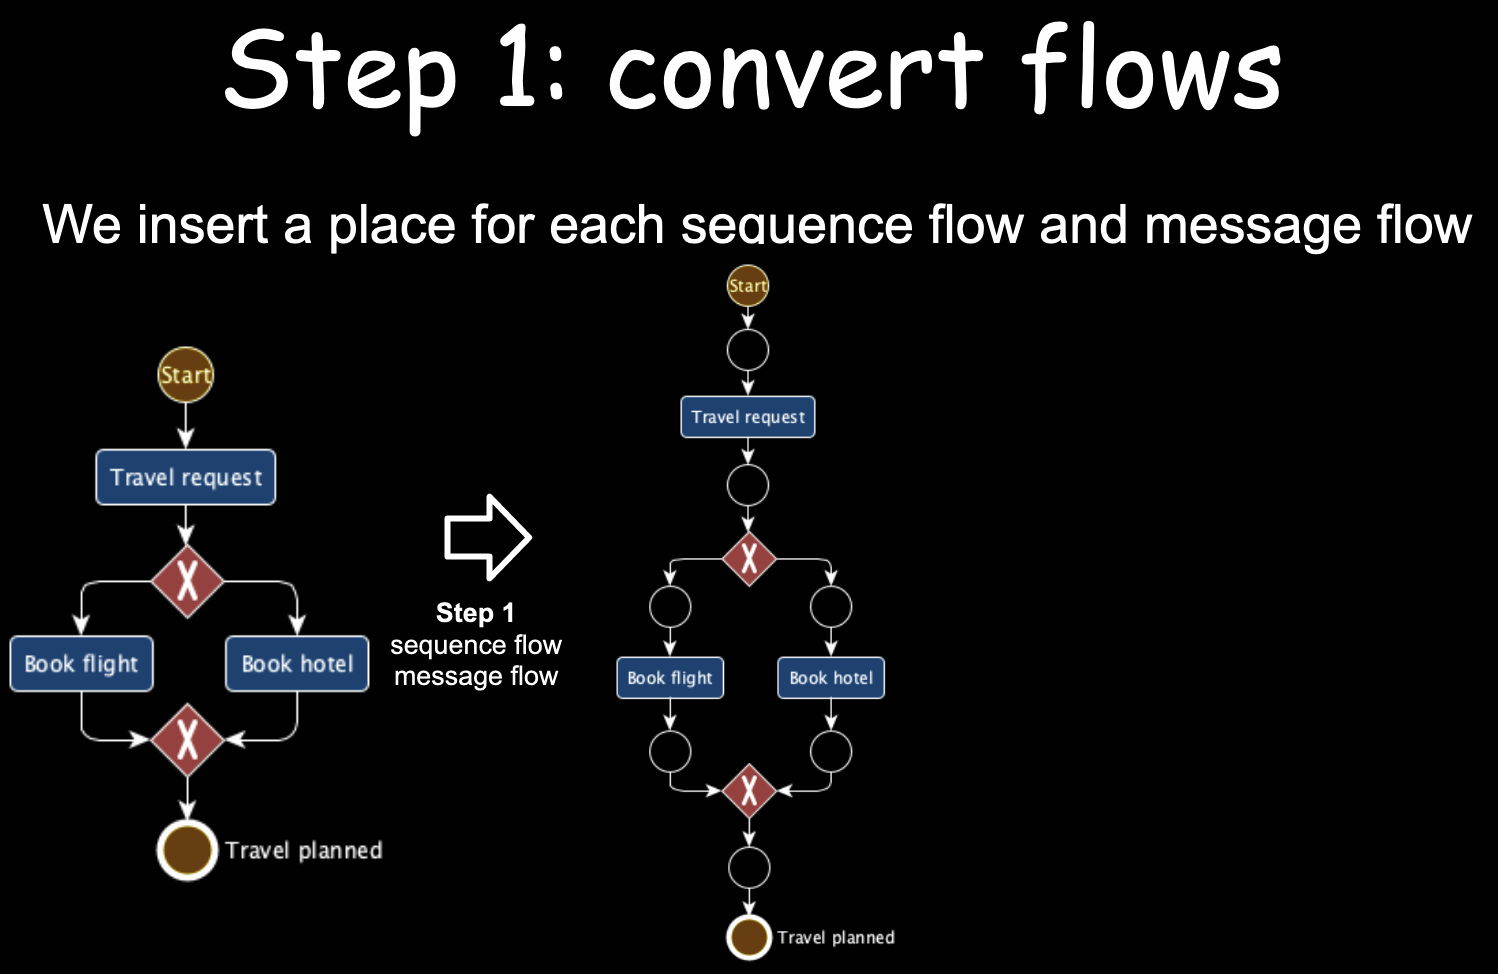 Step 1: convert flows
We insert a place for each sequence flow and message flow
Start
Travel request
X
Book flight
Book hotel
X
Travel planned
Step 1
sequence flow
message flow
Start
Travel request
X
Book flight
Book hotel
X
Travel planned